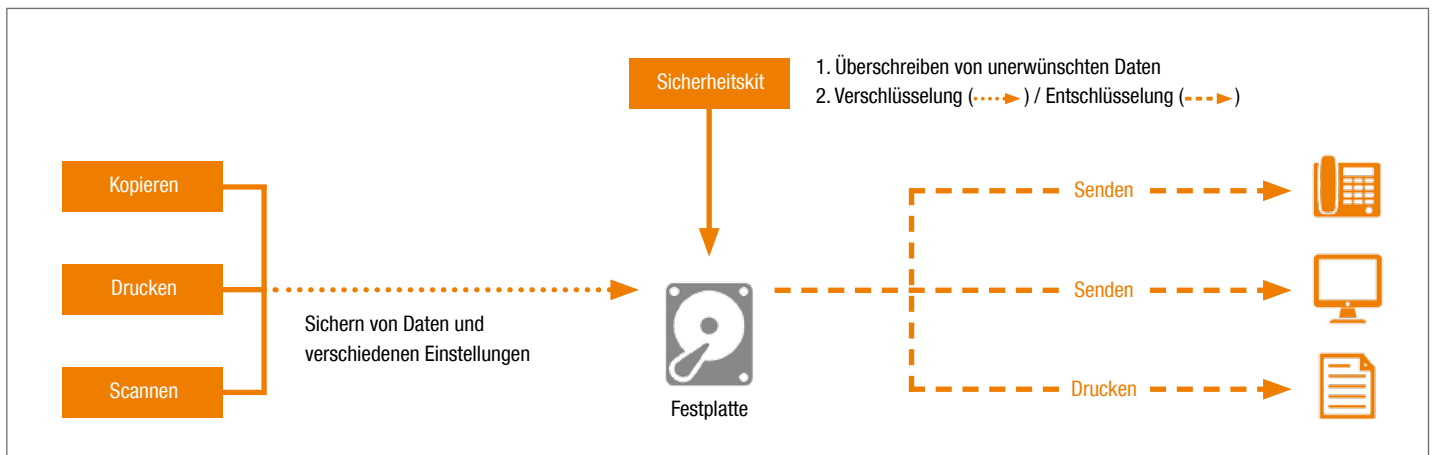 Sicherheitskit
1. Überschreiben von unerwünschten Daten
2. Verschlüsselung ( ) / Entschlüsselung ( )
Kopieren
Drucken
Scannen
Sichern von Daten und
verschiedenen Einstellungen
Festplatte
Senden
Senden
Drucken